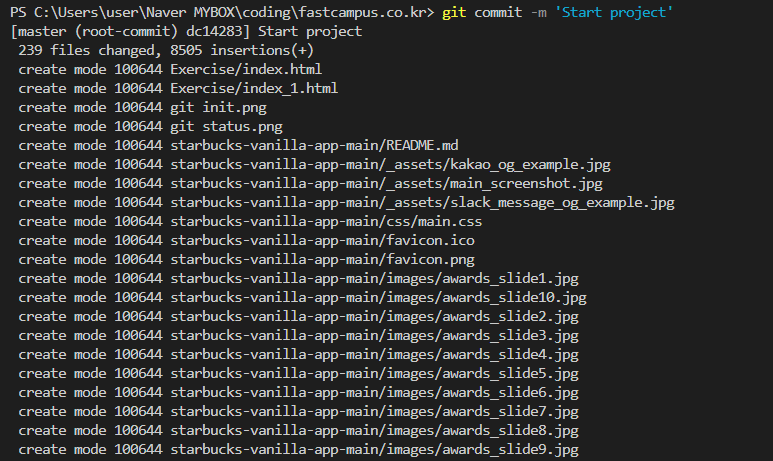 PS C:\Users\user\Naver MYBOX\coding\fastcampus.co.kr> git commit -m 'Start project'
[master (root-commit) dc14283] Start project
 239 files changed, 8505 insertions(+)
 create mode 100644 Exercise/index.html
 create mode 100644 Exercise/index_1.html
 create mode 100644 git init.png
 create mode 100644 git status.png
 create mode 100644 starbucks-vanilla-app-main/README.md
 create mode 100644 starbucks-vanilla-app-main/_assets/kakao_og_example.jpg
 create mode 100644 starbucks-vanilla-app-main/_assets/main_screenshot.jpg
 create mode 100644 starbucks-vanilla-app-main/_assets/slack_message_og_example.jpg
 create mode 100644 starbucks-vanilla-app-main/css/main.css
 create mode 100644 starbucks-vanilla-app-main/favicon.ico
 create mode 100644 starbucks-vanilla-app-main/favicon.png
 create mode 100644 starbucks-vanilla-app-main/images/awards_slide1.jpg
 create mode 100644 starbucks-vanilla-app-main/images/awards_slide10.jpg
 create mode 100644 starbucks-vanilla-app-main/images/awards_slide2.jpg
 create mode 100644 starbucks-vanilla-app-main/images/awards_slide3.jpg
 create mode 100644 starbucks-vanilla-app-main/images/awards_slide4.jpg
 create mode 100644 starbucks-vanilla-app-main/images/awards_slide5.jpg
 create mode 100644 starbucks-vanilla-app-main/images/awards_slide6.jpg
 create mode 100644 starbucks-vanilla-app-main/images/awards_slide7.jpg
 create mode 100644 starbucks-vanilla-app-main/images/awards_slide8.jpg
 create mode 100644 starbucks-vanilla-app-main/images/awards_slide9.jpg